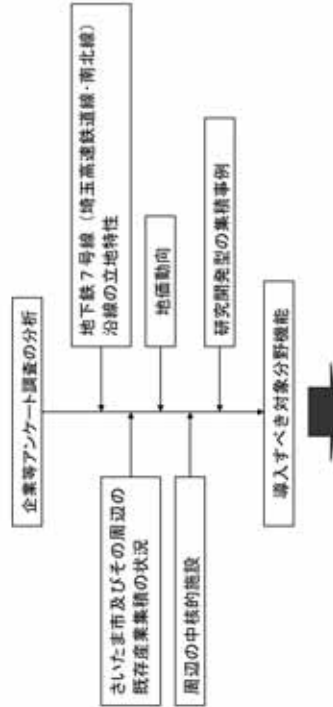 企業等アンケート調査の分析
地下鉄7号線（埼玉高速鉄道線・南北線）
沿線の立地特性
さいたま市及びその周辺の
既存産業集積の状況
地価動向
周辺の中核的施設
研究開発型の集積事例
導入すべき対象分野機能